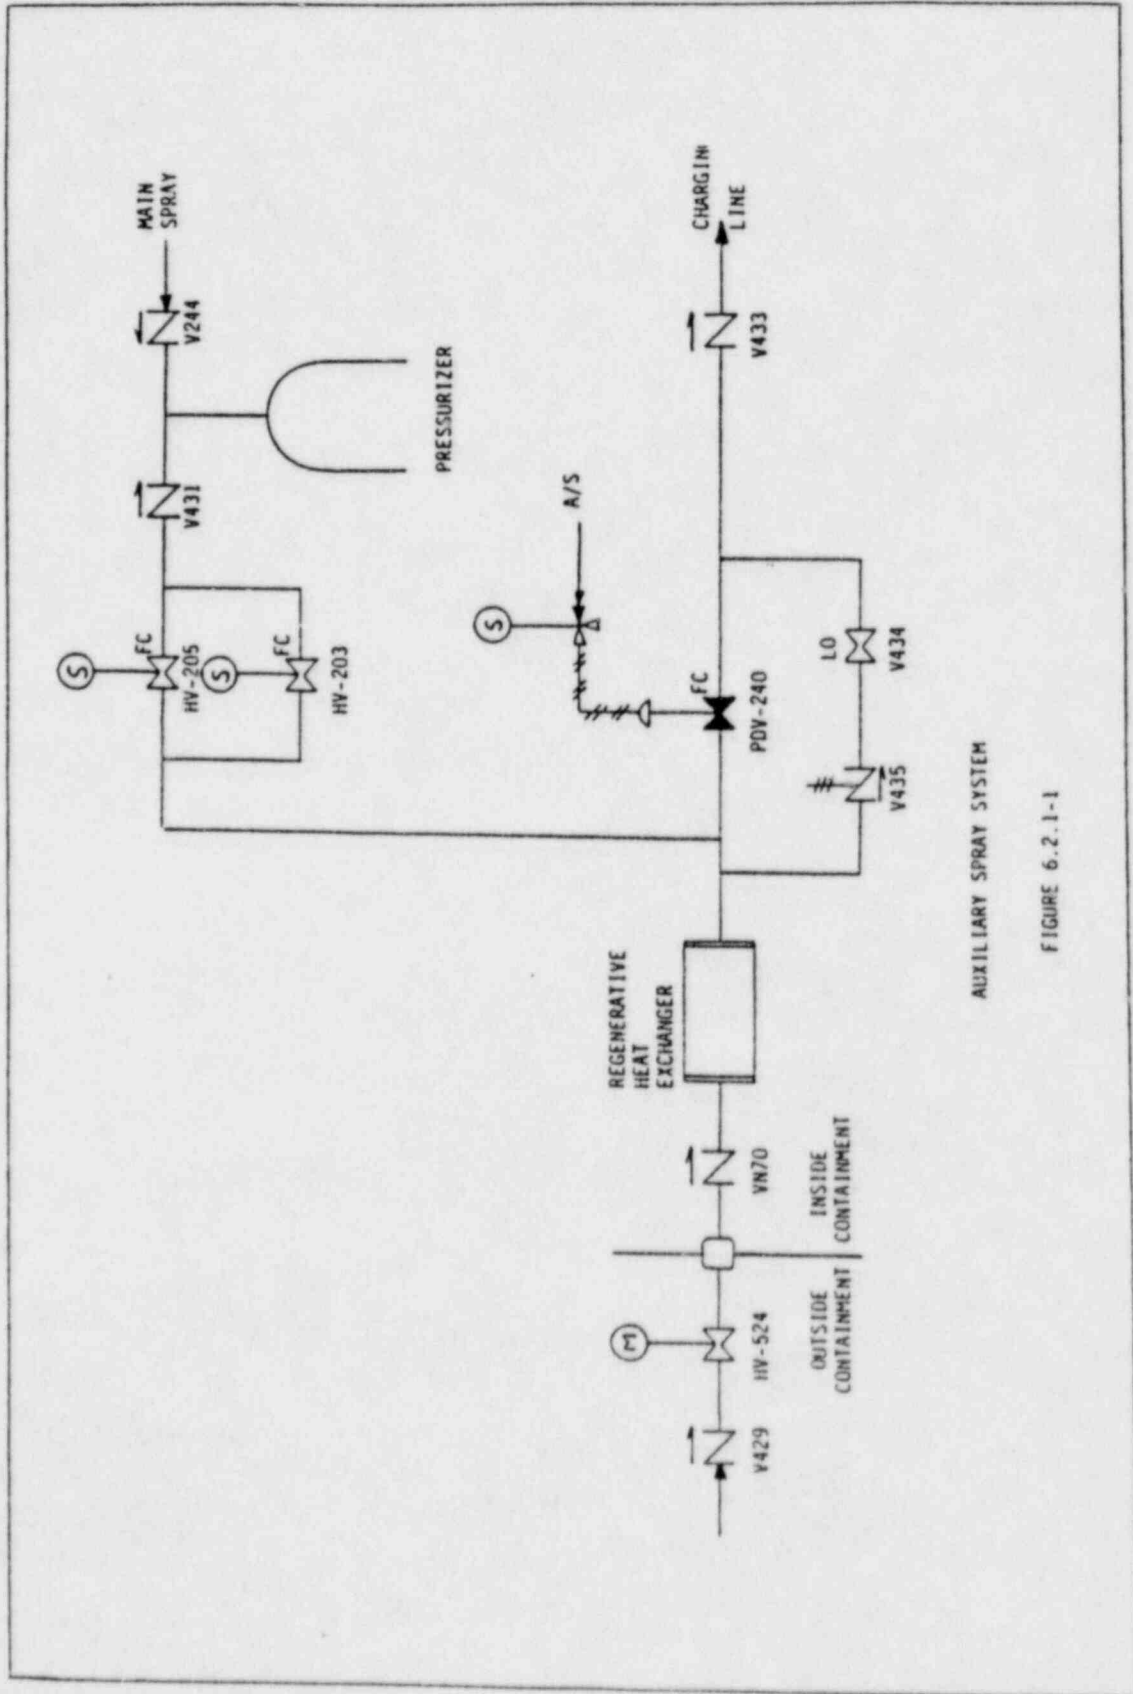 MAIN
SPRAY
V244
V431
PRESSURIZER
S
FC
HV-205
S
FC
HV-203
S
A/S
FC
PDV-240
CHARGIN
LINE
V433
LO
V434
V435
REGENERATIVE
HEAT
EXCHANGER
VN70
M
HV-524
V429
OUTSIDE
CONTAINMENT
INSIDE
CONTAINMENT
AUXILIARY SPRAY SYSTEM
FIGURE 6.2.1-1